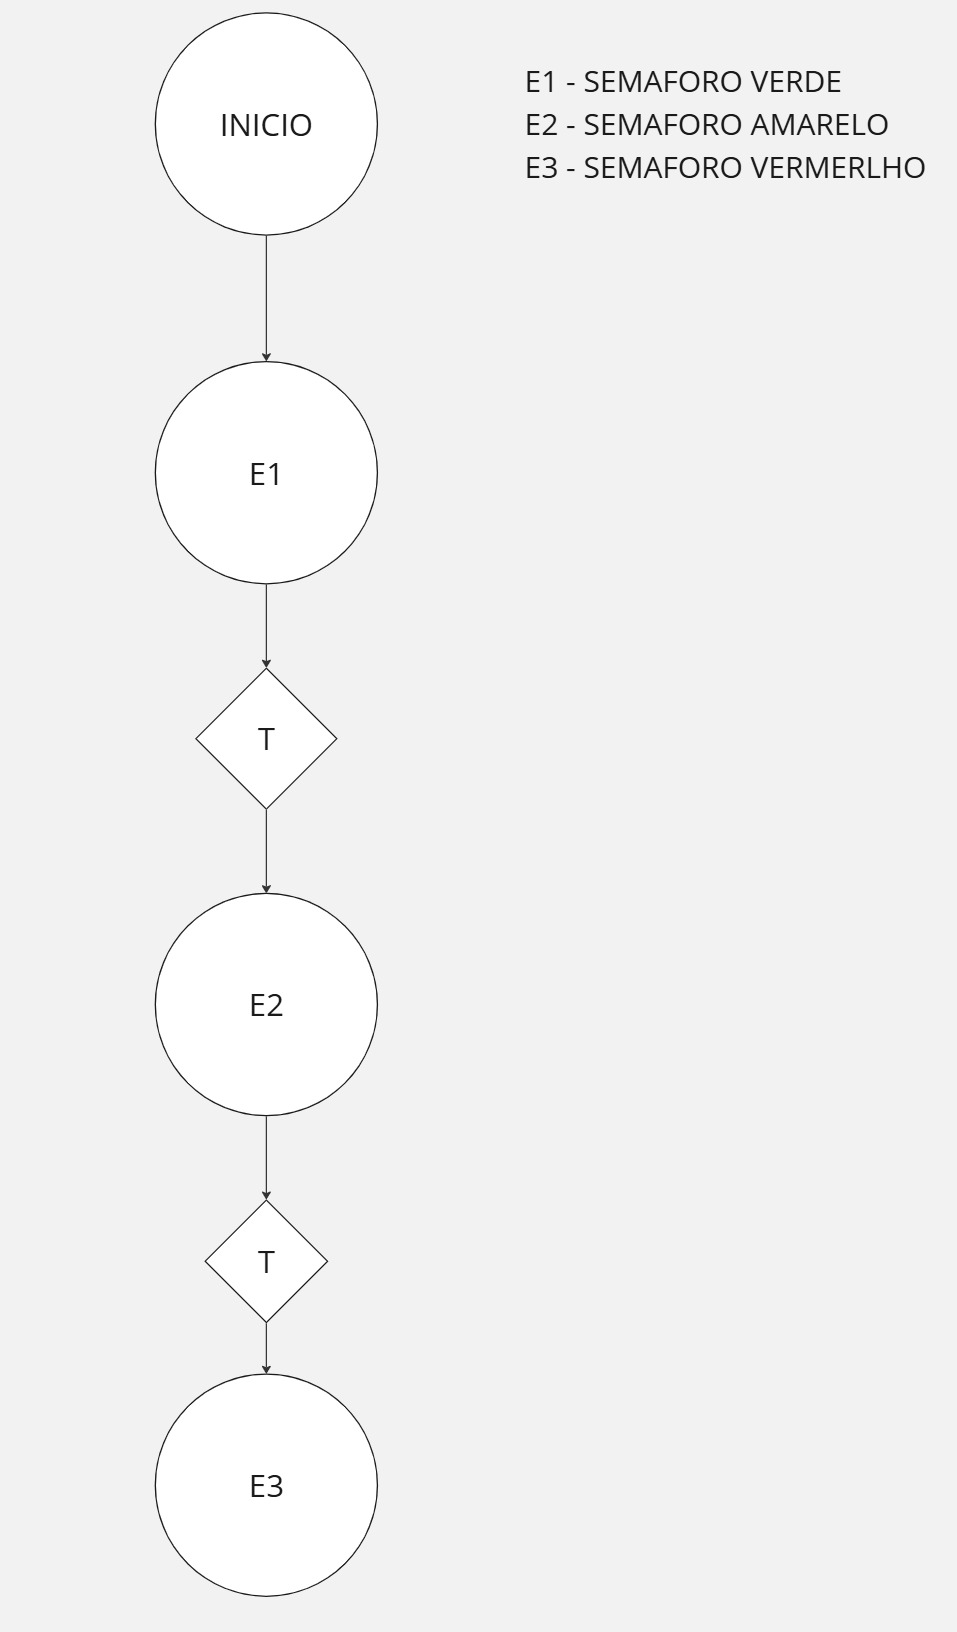 INICIO
E1 - SEMAFORO VERDE
E2 - SEMAFORO AMARELO
E3 - SEMAFORO VERMERLHO
E1
T
E2
T
E3